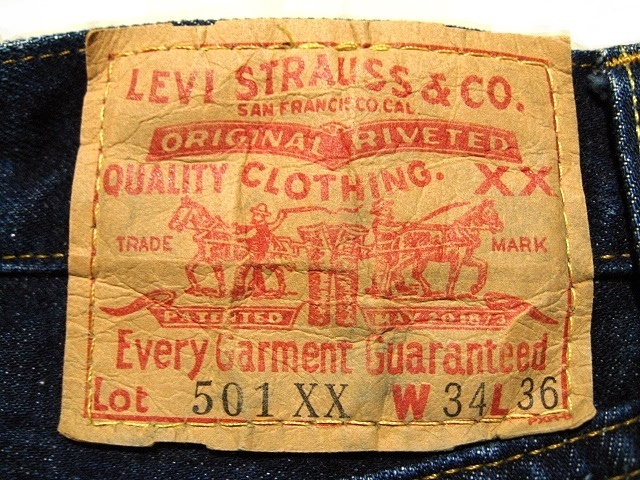 LEVI STRAUSS & CO.
SAN FRANCISCO. CAL
ORIGINAL RIVETED
QUALITY CLOTHING. XX
TRADE MARK
PATENTED MAY 20 1873
Every Garment Guaranteed
Lot 501 XX W 34 L 36